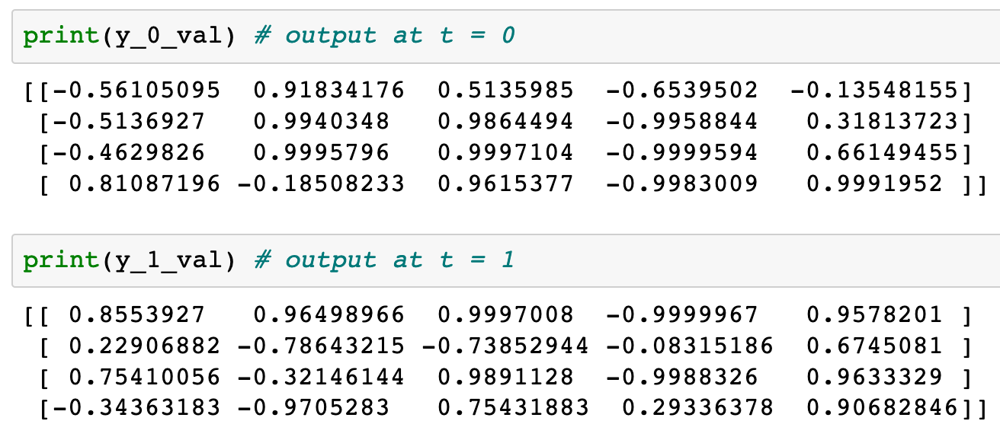 print(y_0_val) # output at t = 0
[[-0.56105095  0.91834176  0.5135985  -0.6539502  -0.13548155]
 [-0.5136927   0.9940348   0.9864494  -0.9958844   0.31813723]
 [-0.4629826   0.9995796   0.9997104  -0.9999594   0.66149455]
 [ 0.81087196 -0.18508233  0.9615377  -0.9983009   0.9991952 ]]
print(y_1_val) # output at t = 1
[[ 0.8553927   0.96498966  0.9997008  -0.9999967   0.9578201 ]
 [ 0.22906882 -0.78643215 -0.73852944 -0.08315186  0.6745081 ]
 [ 0.75410056 -0.32146144  0.9891128  -0.9988326   0.9633329 ]
 [-0.34363183 -0.9705283   0.75431883  0.29336378  0.90682846]]